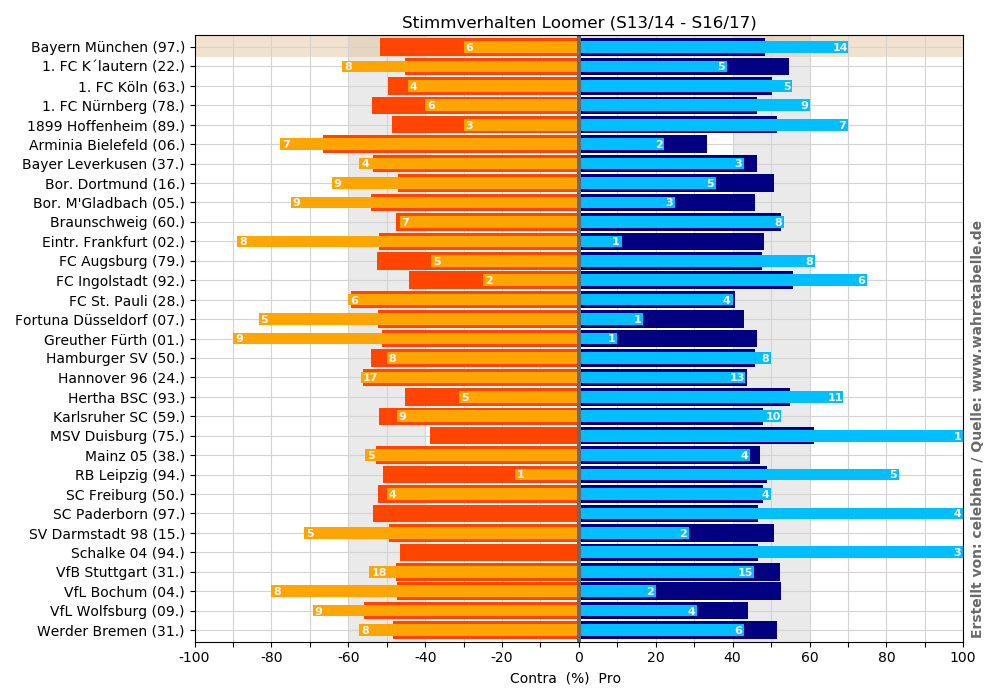 Stimmverhalten Loomer (S13/14 - S16/17)
Bayern München (97.) 6 14
1. FC K´lautern (22.) 8 5
1. FC Köln (63.) 4 5
1. FC Nürnberg (78.) 6 9
1899 Hoffenheim (89.) 3 7
Arminia Bielefeld (06.) 7 2
Bayer Leverkusen (37.) 4 3
Bor. Dortmund (16.) 9 5
Bor. M'Gladbach (05.) 9 3
Braunschweig (60.) 7 8
Eintr. Frankfurt (02.) 8 1
FC Augsburg (79.) 5 8
FC Ingolstadt (92.) 2 6
FC St. Pauli (28.) 6 4
Fortuna Düsseldorf (07.) 5 1
Greuther Fürth (01.) 9 1
Hamburger SV (50.) 8 8
Hannover 96 (24.) 17 13
Hertha BSC (93.) 5 11
Karlsruher SC (59.) 9 10
MSV Duisburg (75.) 1
Mainz 05 (38.) 5 4
RB Leipzig (94.) 1 5
SC Freiburg (50.) 4 4
SC Paderborn (97.) 4
SV Darmstadt 98 (15.) 5 2
Schalke 04 (94.) 3
VfB Stuttgart (31.) 18 15
VfL Bochum (04.) 8 2
VfL Wolfsburg (09.) 9 4
Werder Bremen (31.) 8 6
-100 -80 -60 -40 -20 0 20 40 60 80 100
Contra (%) Pro
Erstellt von: celebhen / Quelle: www.wahretabelle.de